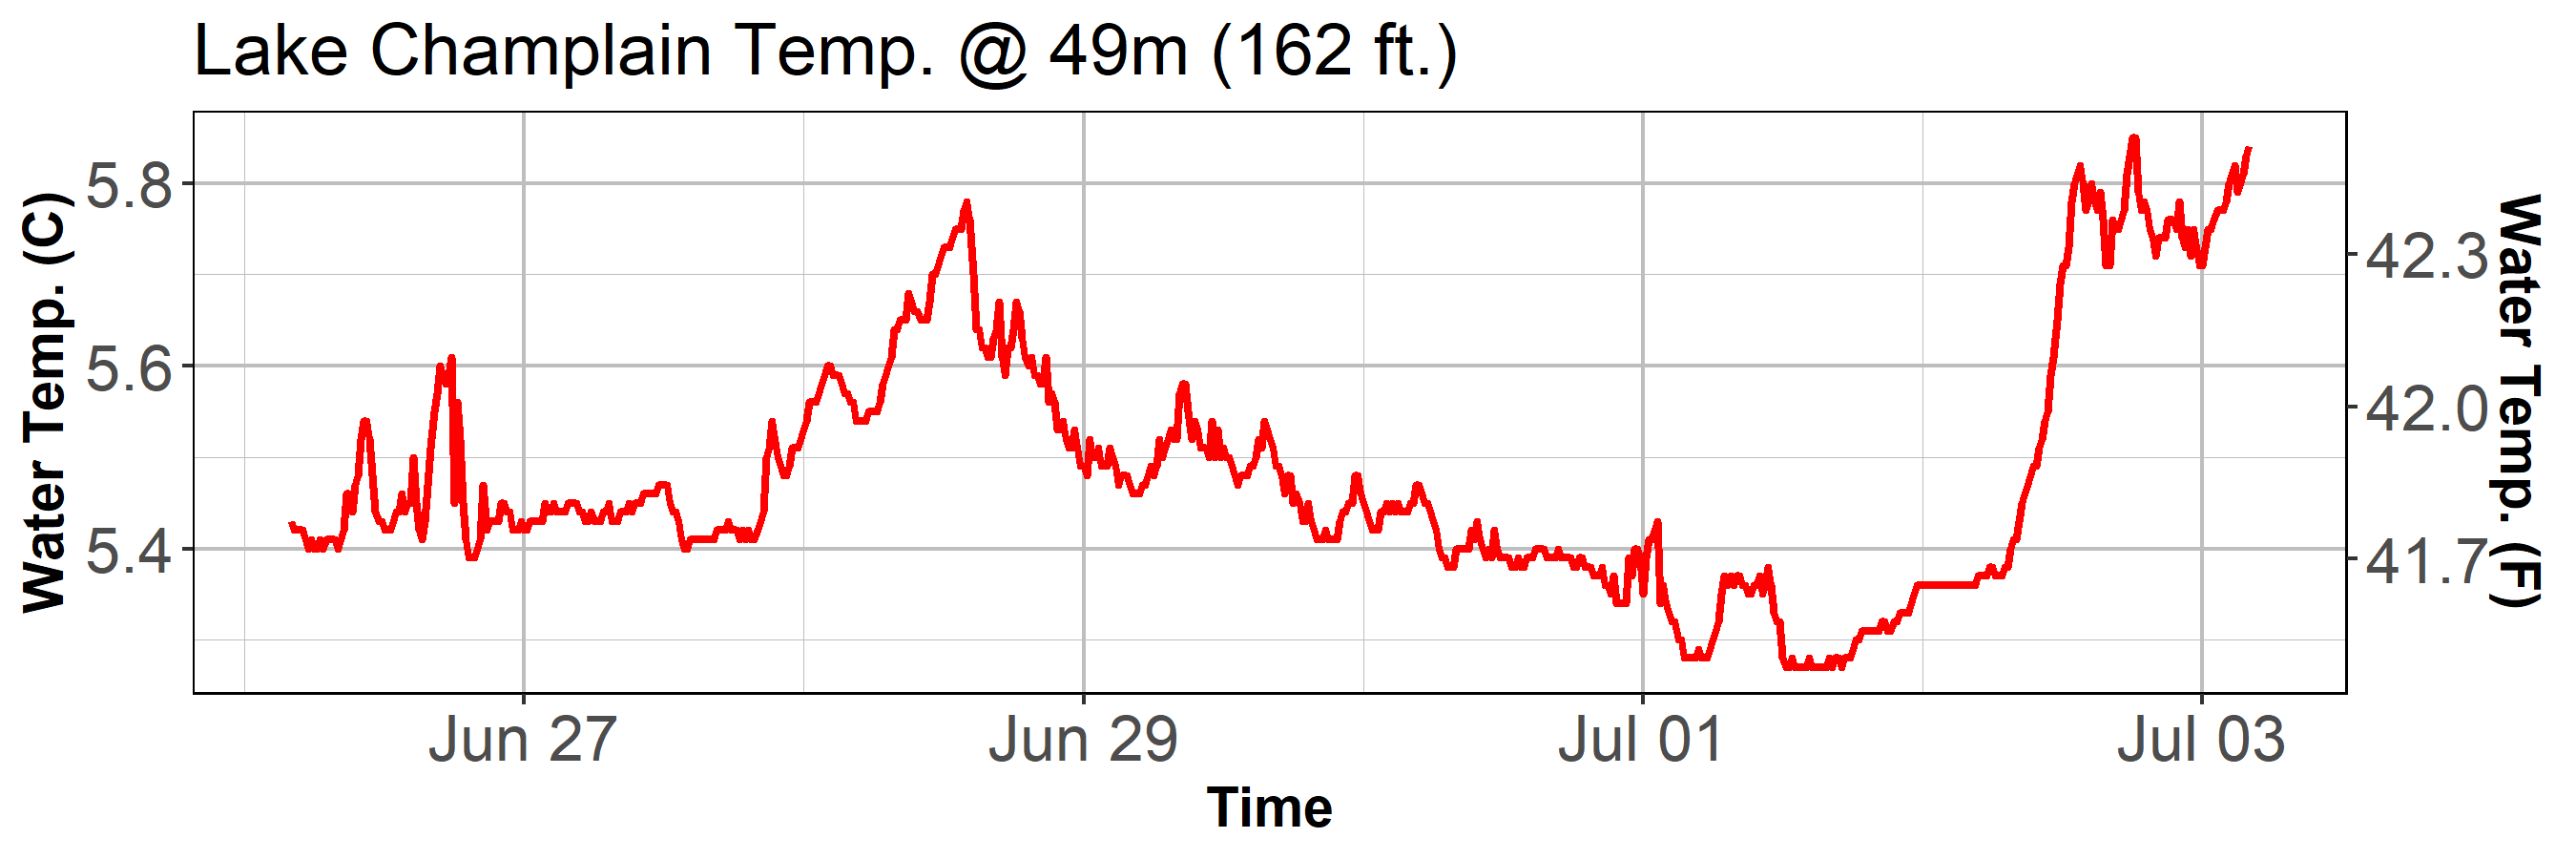 Lake Champlain Temp. @ 49m (162 ft.)
Water Temp. (C)
5.8
5.6
5.4
42.3
42.0
41.7
Water Temp. (F)
Jun 27 Jun 29 Jul 01 Jul 03
Time